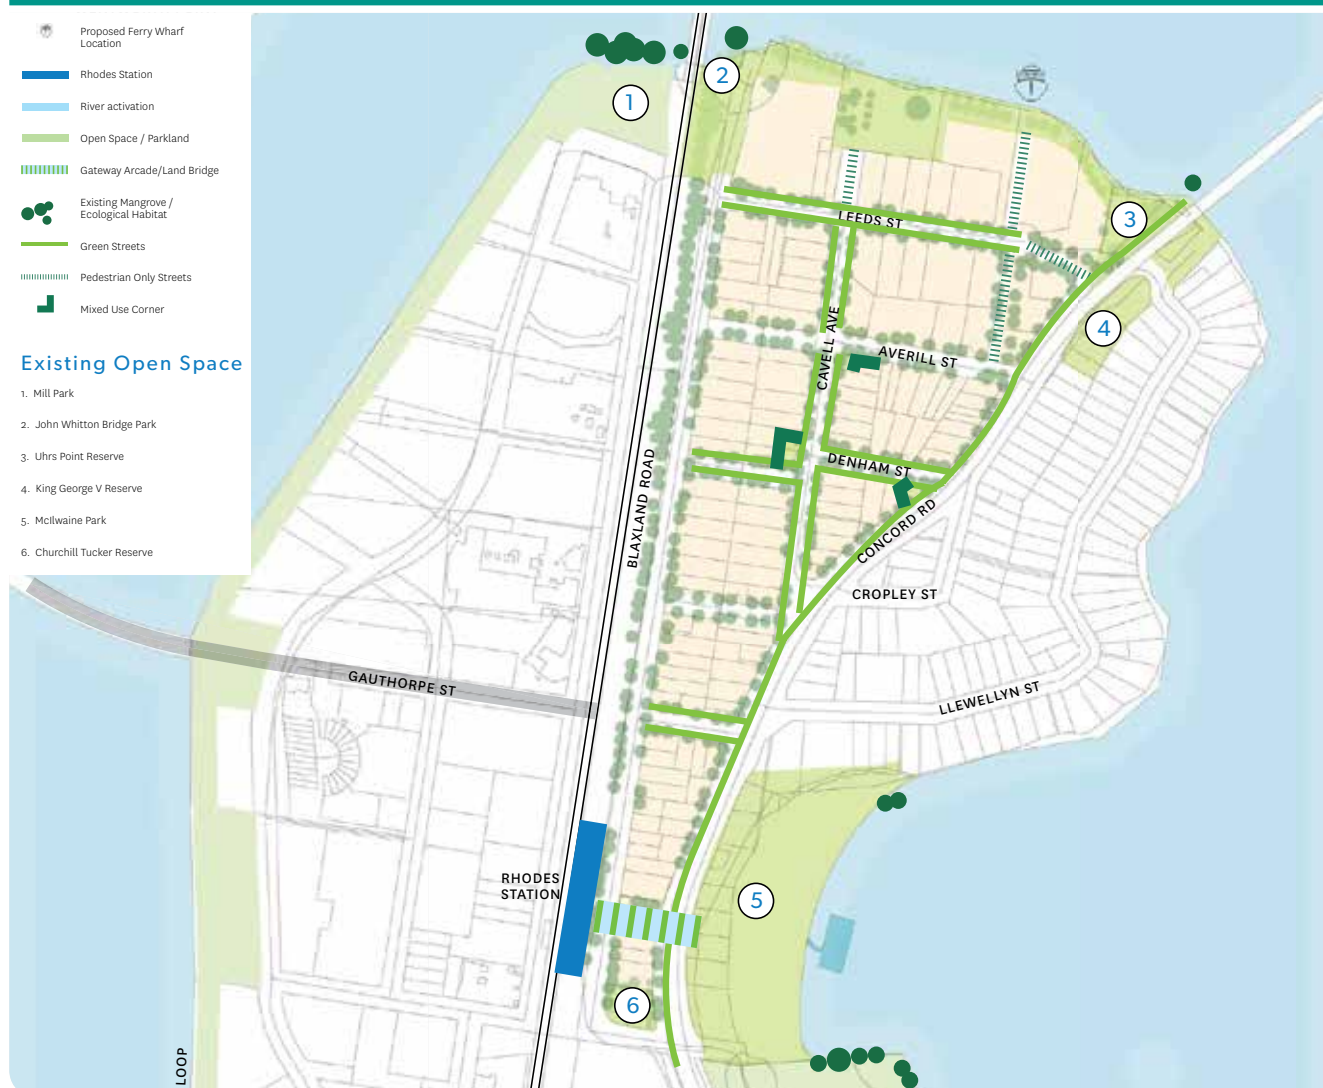 Proposed Ferry Wharf
Location
Rhodes Station
River activation
Open Space / Parkland
Gateway Arcade/Land Bridge
Existing Mangrove /
Ecological Habitat
Green Streets
Pedestrian Only Streets
Mixed Use Corner
Existing Open Space
1. Mill Park
2. John Whitton Bridge Park
3. Uhrs Point Reserve
4. King George V Reserve
5. McIlwaine Park
6. Churchill Tucker Reserve
1
2
3
LEEDS ST
4
CAVELL AVE
AVERILL ST
DENHAM ST
BLAXLAND ROAD
CONCORD RD
CROPLEY ST
GAUTHORPE ST
LLEWELLYN ST
RHODES
STATION
5
6
LOOP